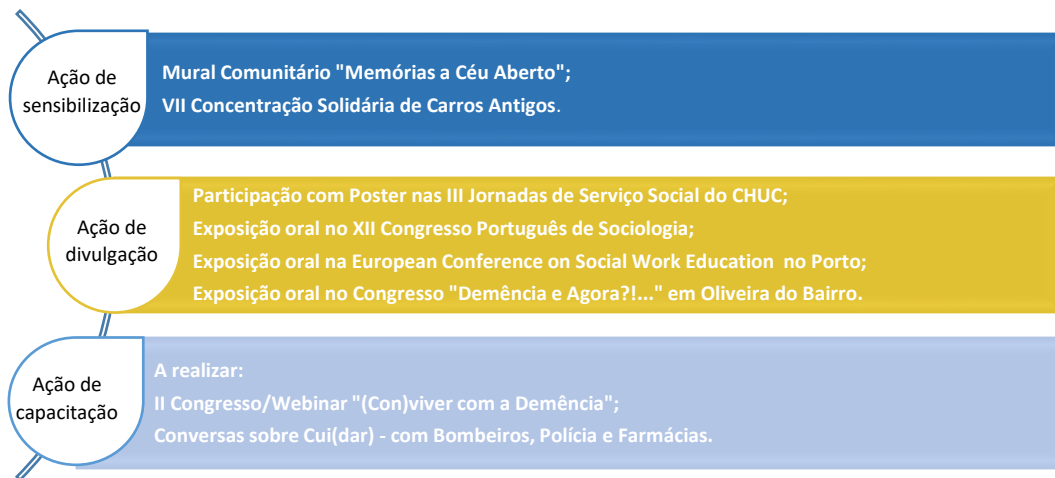 Ação de
sensibilização
Mural Comunitário "Memórias a Céu Aberto";
VII Concentração Solidária de Carros Antigos.
Ação de
divulgação
Participação com Poster nas III Jornadas de Serviço Social do CHUC;
Exposição oral no XII Congresso Português de Sociologia;
Exposição oral na European Conference on Social Work Education no Porto;
Exposição oral no Congresso "Demência e Agora?!..." em Oliveira do Bairro.
Ação de
capacitação
A realizar:
II Congresso/Webinar "(Con)viver com a Demência";
Conversas sobre Cui(dar) - com Bombeiros, Polícia e Farmácias.